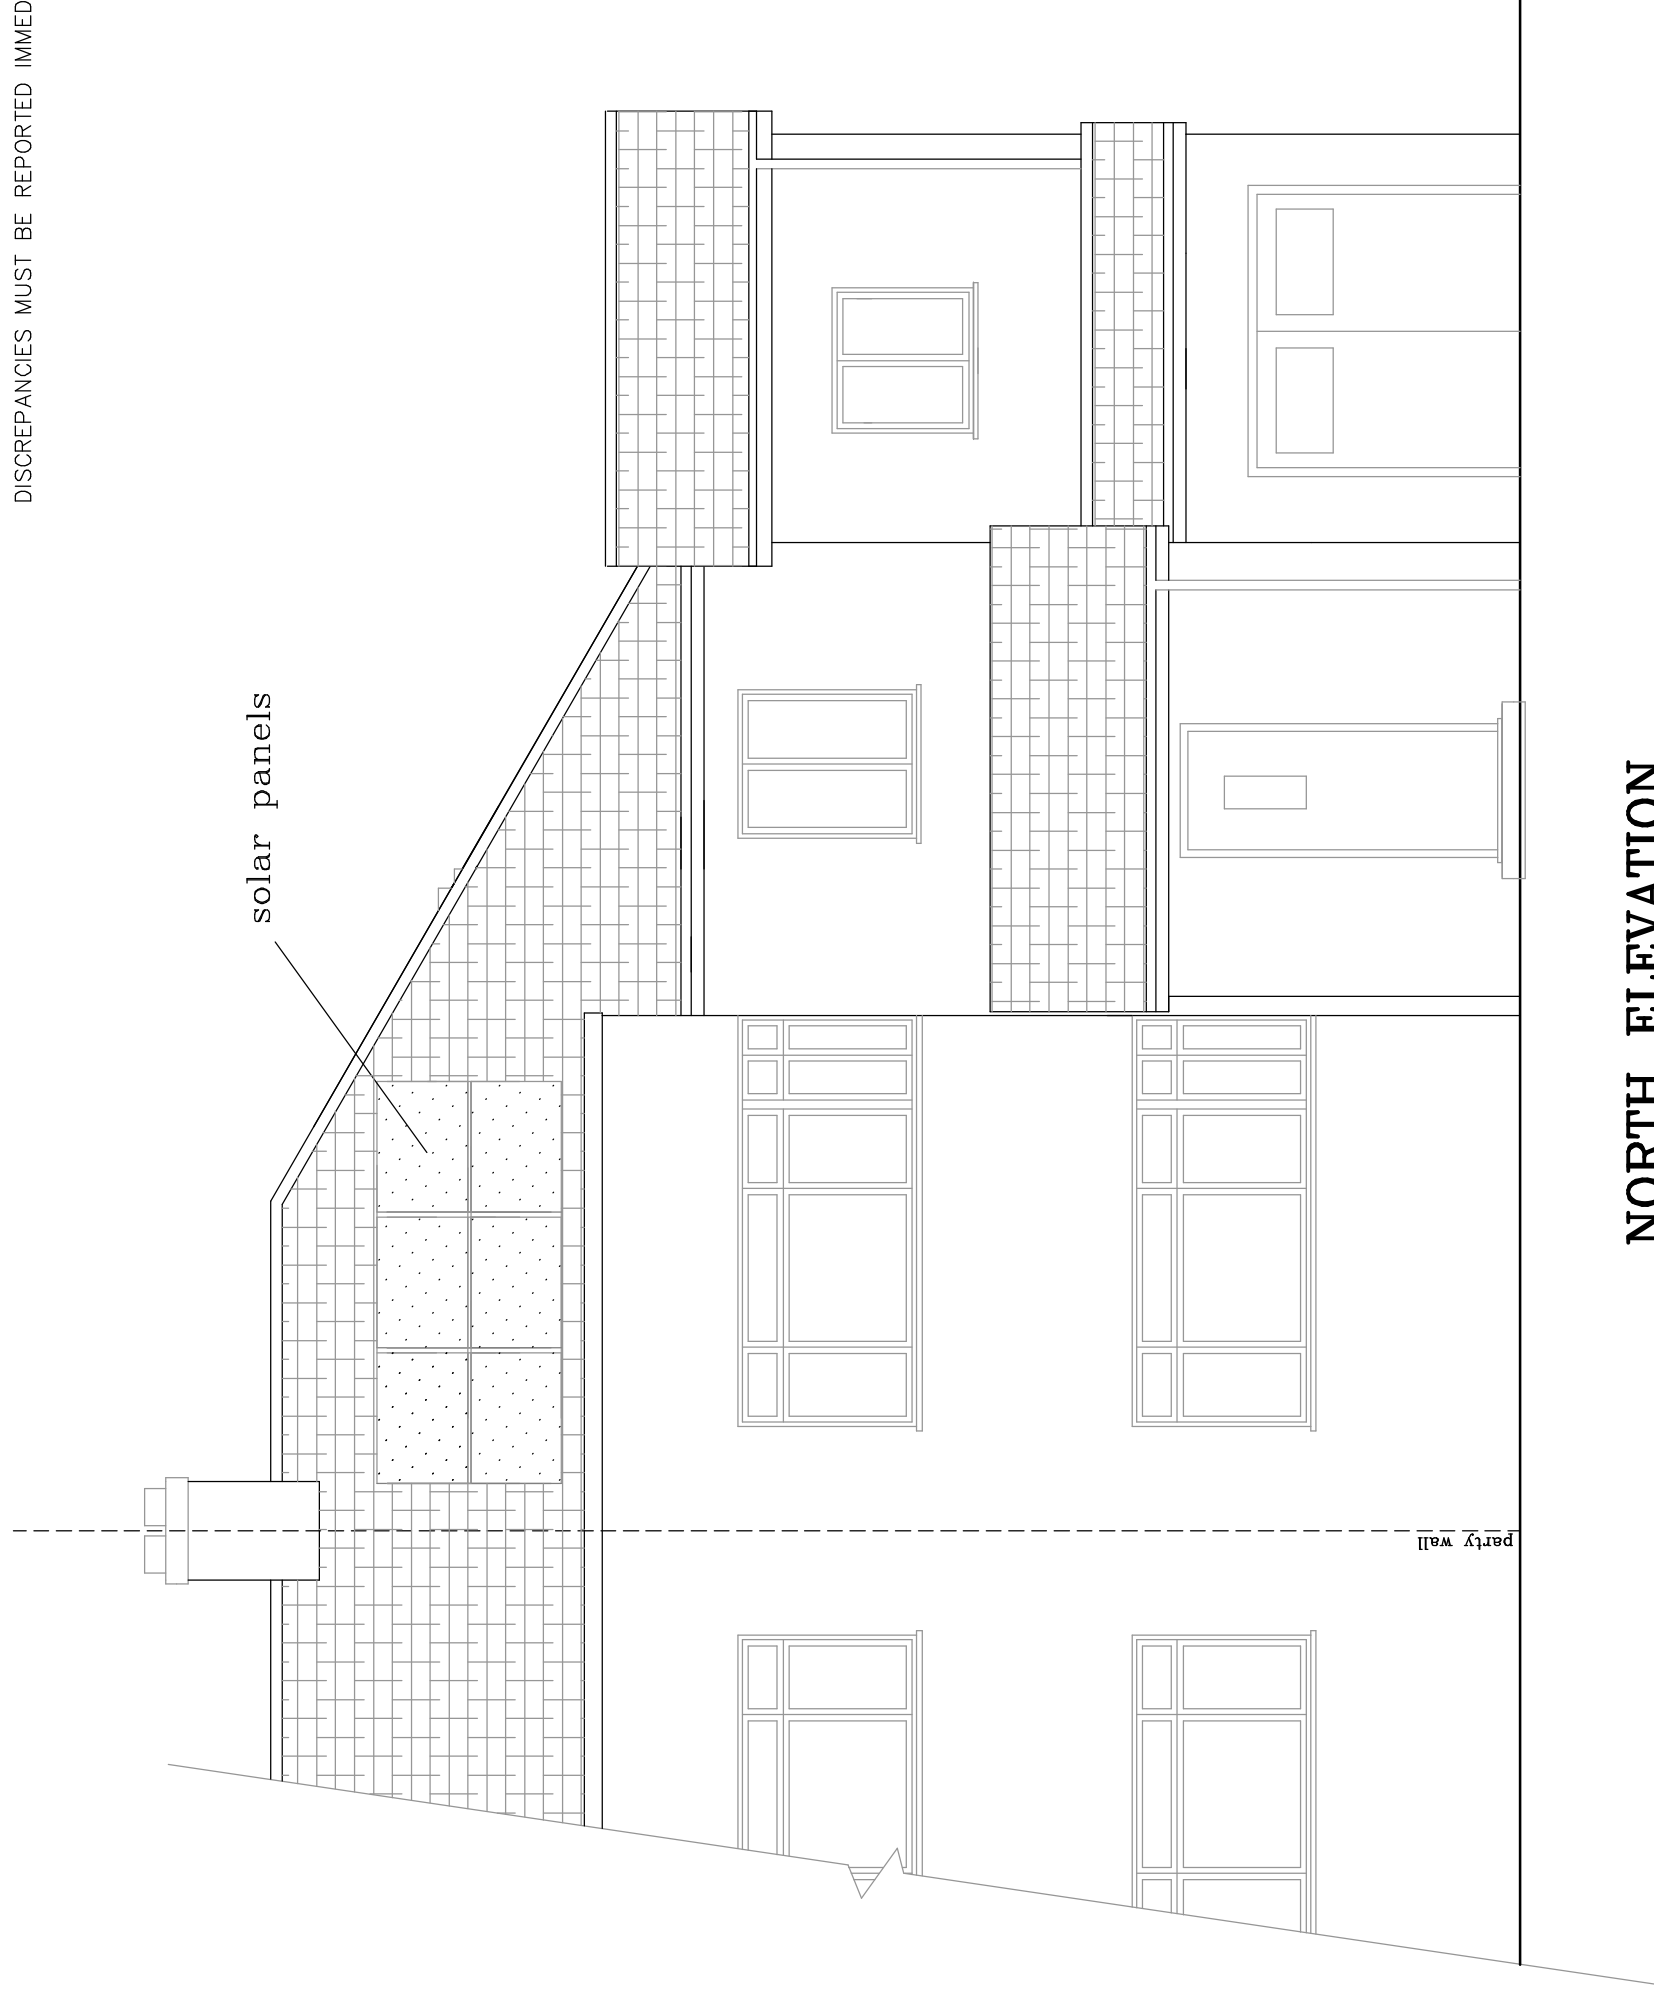 DISCREPANCIES MUST BE REPORTED IMMED
solar panels
party wall
NORTH ELEVATION